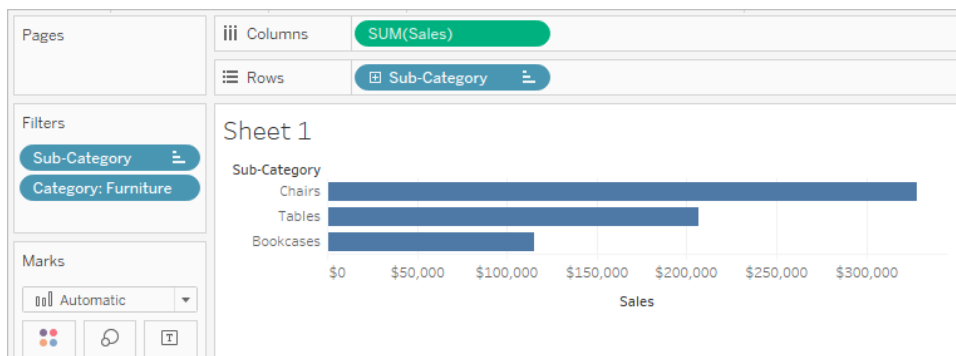 Pages
Columns
SUM(Sales)
Rows
Sub-Category
Filters
Sub-Category
Category: Furniture
Marks
Automatic
T
Sheet 1
Sub-Category
Chairs
Tables
Bookcases
$0 $50,000 $100,000 $150,000 $200,000 $250,000 $300,000
Sales